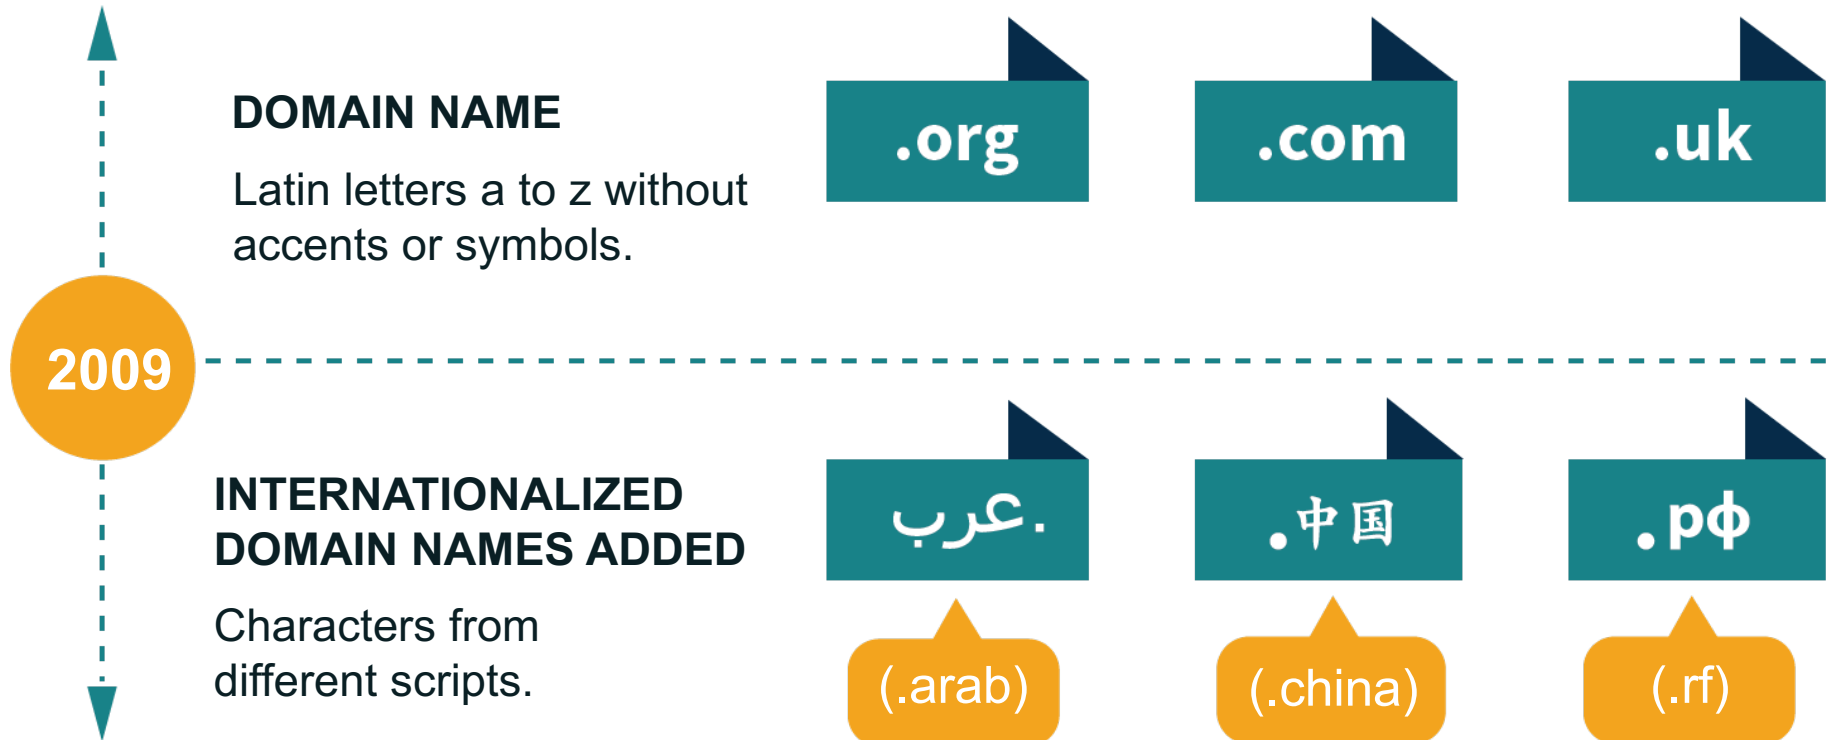 DOMAIN NAME
Latin letters a to z without
accents or symbols.
.org
.com
.uk
2009
INTERNATIONALIZED
DOMAIN NAMES ADDED
Characters from
different scripts.
.عرب
.中国
.рф
(.arab)
(.china)
(.rf)